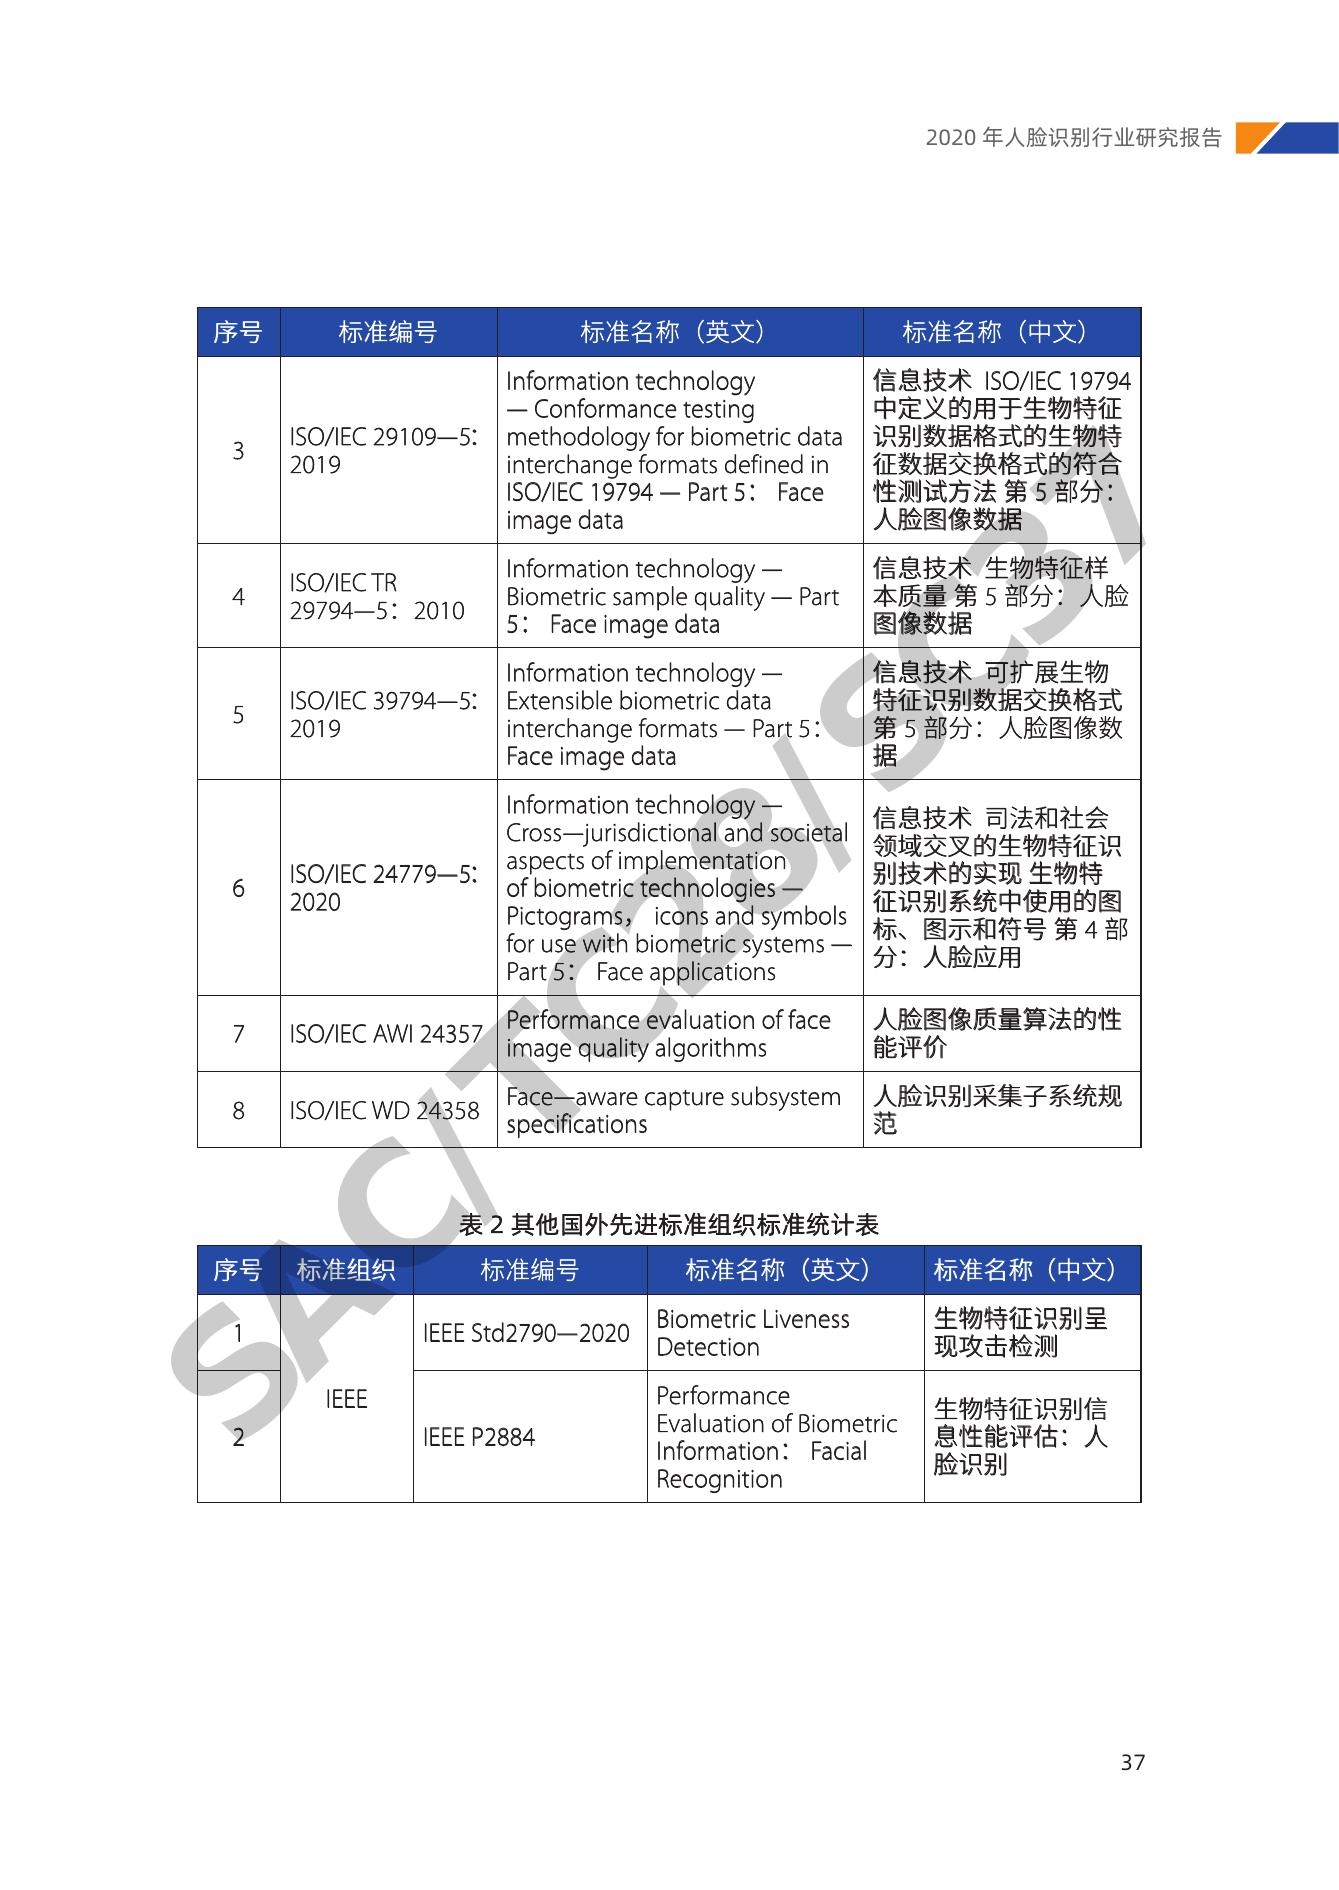 2020 年人脸识别行业研究报告
序号 标准编号 标准名称（英文） 标准名称（中文）
3
ISO/IEC 29109—5：
2019
Information technology
— Conformance testing
methodology for biometric data
interchange formats defined in
ISO/IEC 19794 — Part 5： Face
image data
信息技术 ISO/IEC 19794
中定义的用于生物特征
识别数据格式的生物特
征数据交换格式的符合
性测试方法 第 5 部分：
人脸图像数据
4
ISO/IEC TR
29794—5：2010
Information technology —
Biometric sample quality — Part
5： Face image data
信息技术 生物特征样
本质量 第 5 部分：人脸
图像数据
5
ISO/IEC 39794—5：
2019
Information technology —
Extensible biometric data
interchange formats — Part 5：
Face image data
信息技术 可扩展生物
特征识别数据交换格式
第 5 部分：人脸图像数
据
6
ISO/IEC 24779—5：
2020
Information technology —
Cross—jurisdictional and societal
aspects of implementation
of biometric technologies —
Pictograms， icons and symbols
for use with biometric systems —
Part 5： Face applications
信息技术 司法和社会
领域交叉的生物特征识
别技术的实现 生物特
征识别系统中使用的图
标、图示和符号 第 4 部
分：人脸应用
7
ISO/IEC AWI 24357
Performance evaluation of face
image quality algorithms
人脸图像质量算法的性
能评价
8
ISO/IEC WD 24358
Face—aware capture subsystem
specifications
人脸识别采集子系统规
范
表 2 其他国外先进标准组织标准统计表
序号 标准组织 标准编号 标准名称（英文） 标准名称（中文）
1
IEEE
IEEE Std2790—2020
Biometric Liveness
Detection
生物特征识别呈
现攻击检测
2
IEEE P2884
Performance
Evaluation of Biometric
Information： Facial
Recognition
生物特征识别信
息性能评估：人
脸识别
SAC/TC28/SC37
37